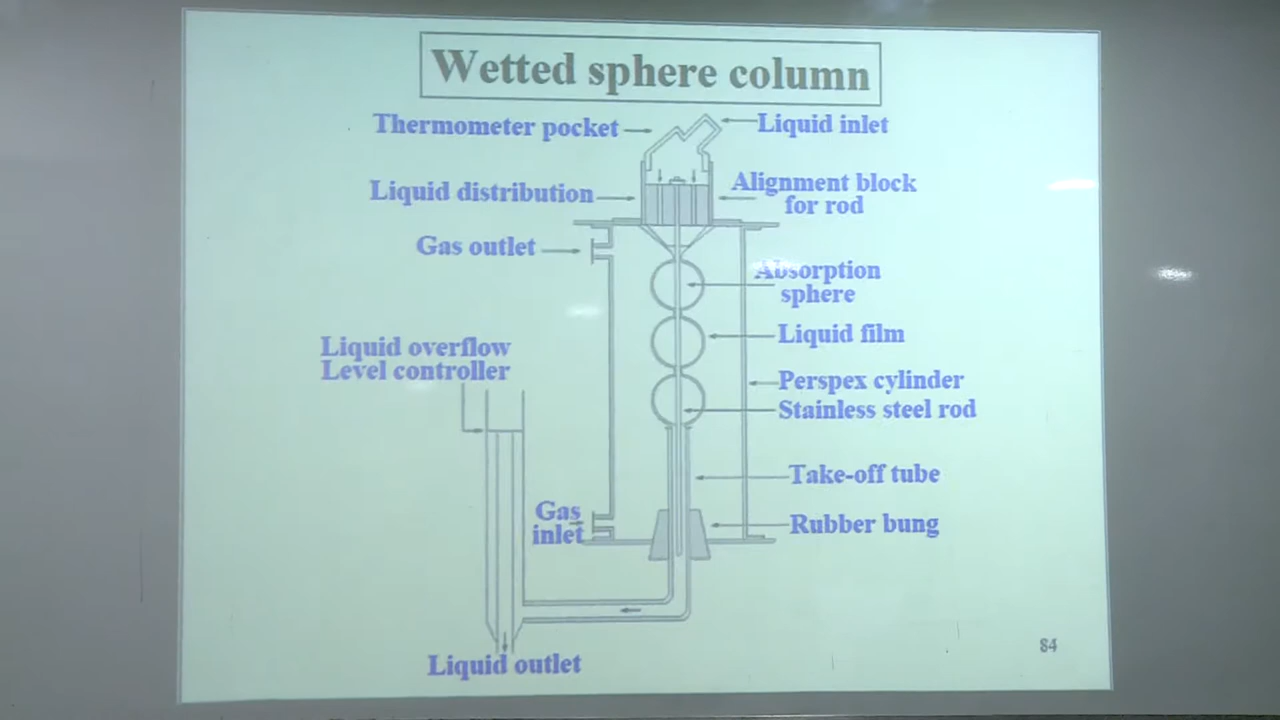 Wetted sphere column
Thermometer pocket
Liquid inlet
Liquid distribution
Alignment block
for rod
Gas outlet
Absorption
sphere
Liquid film
Liquid overflow
Level controller
Perspex cylinder
Stainless steel rod
Take-off tube
Gas
inlet
Rubber bung
Liquid outlet
84